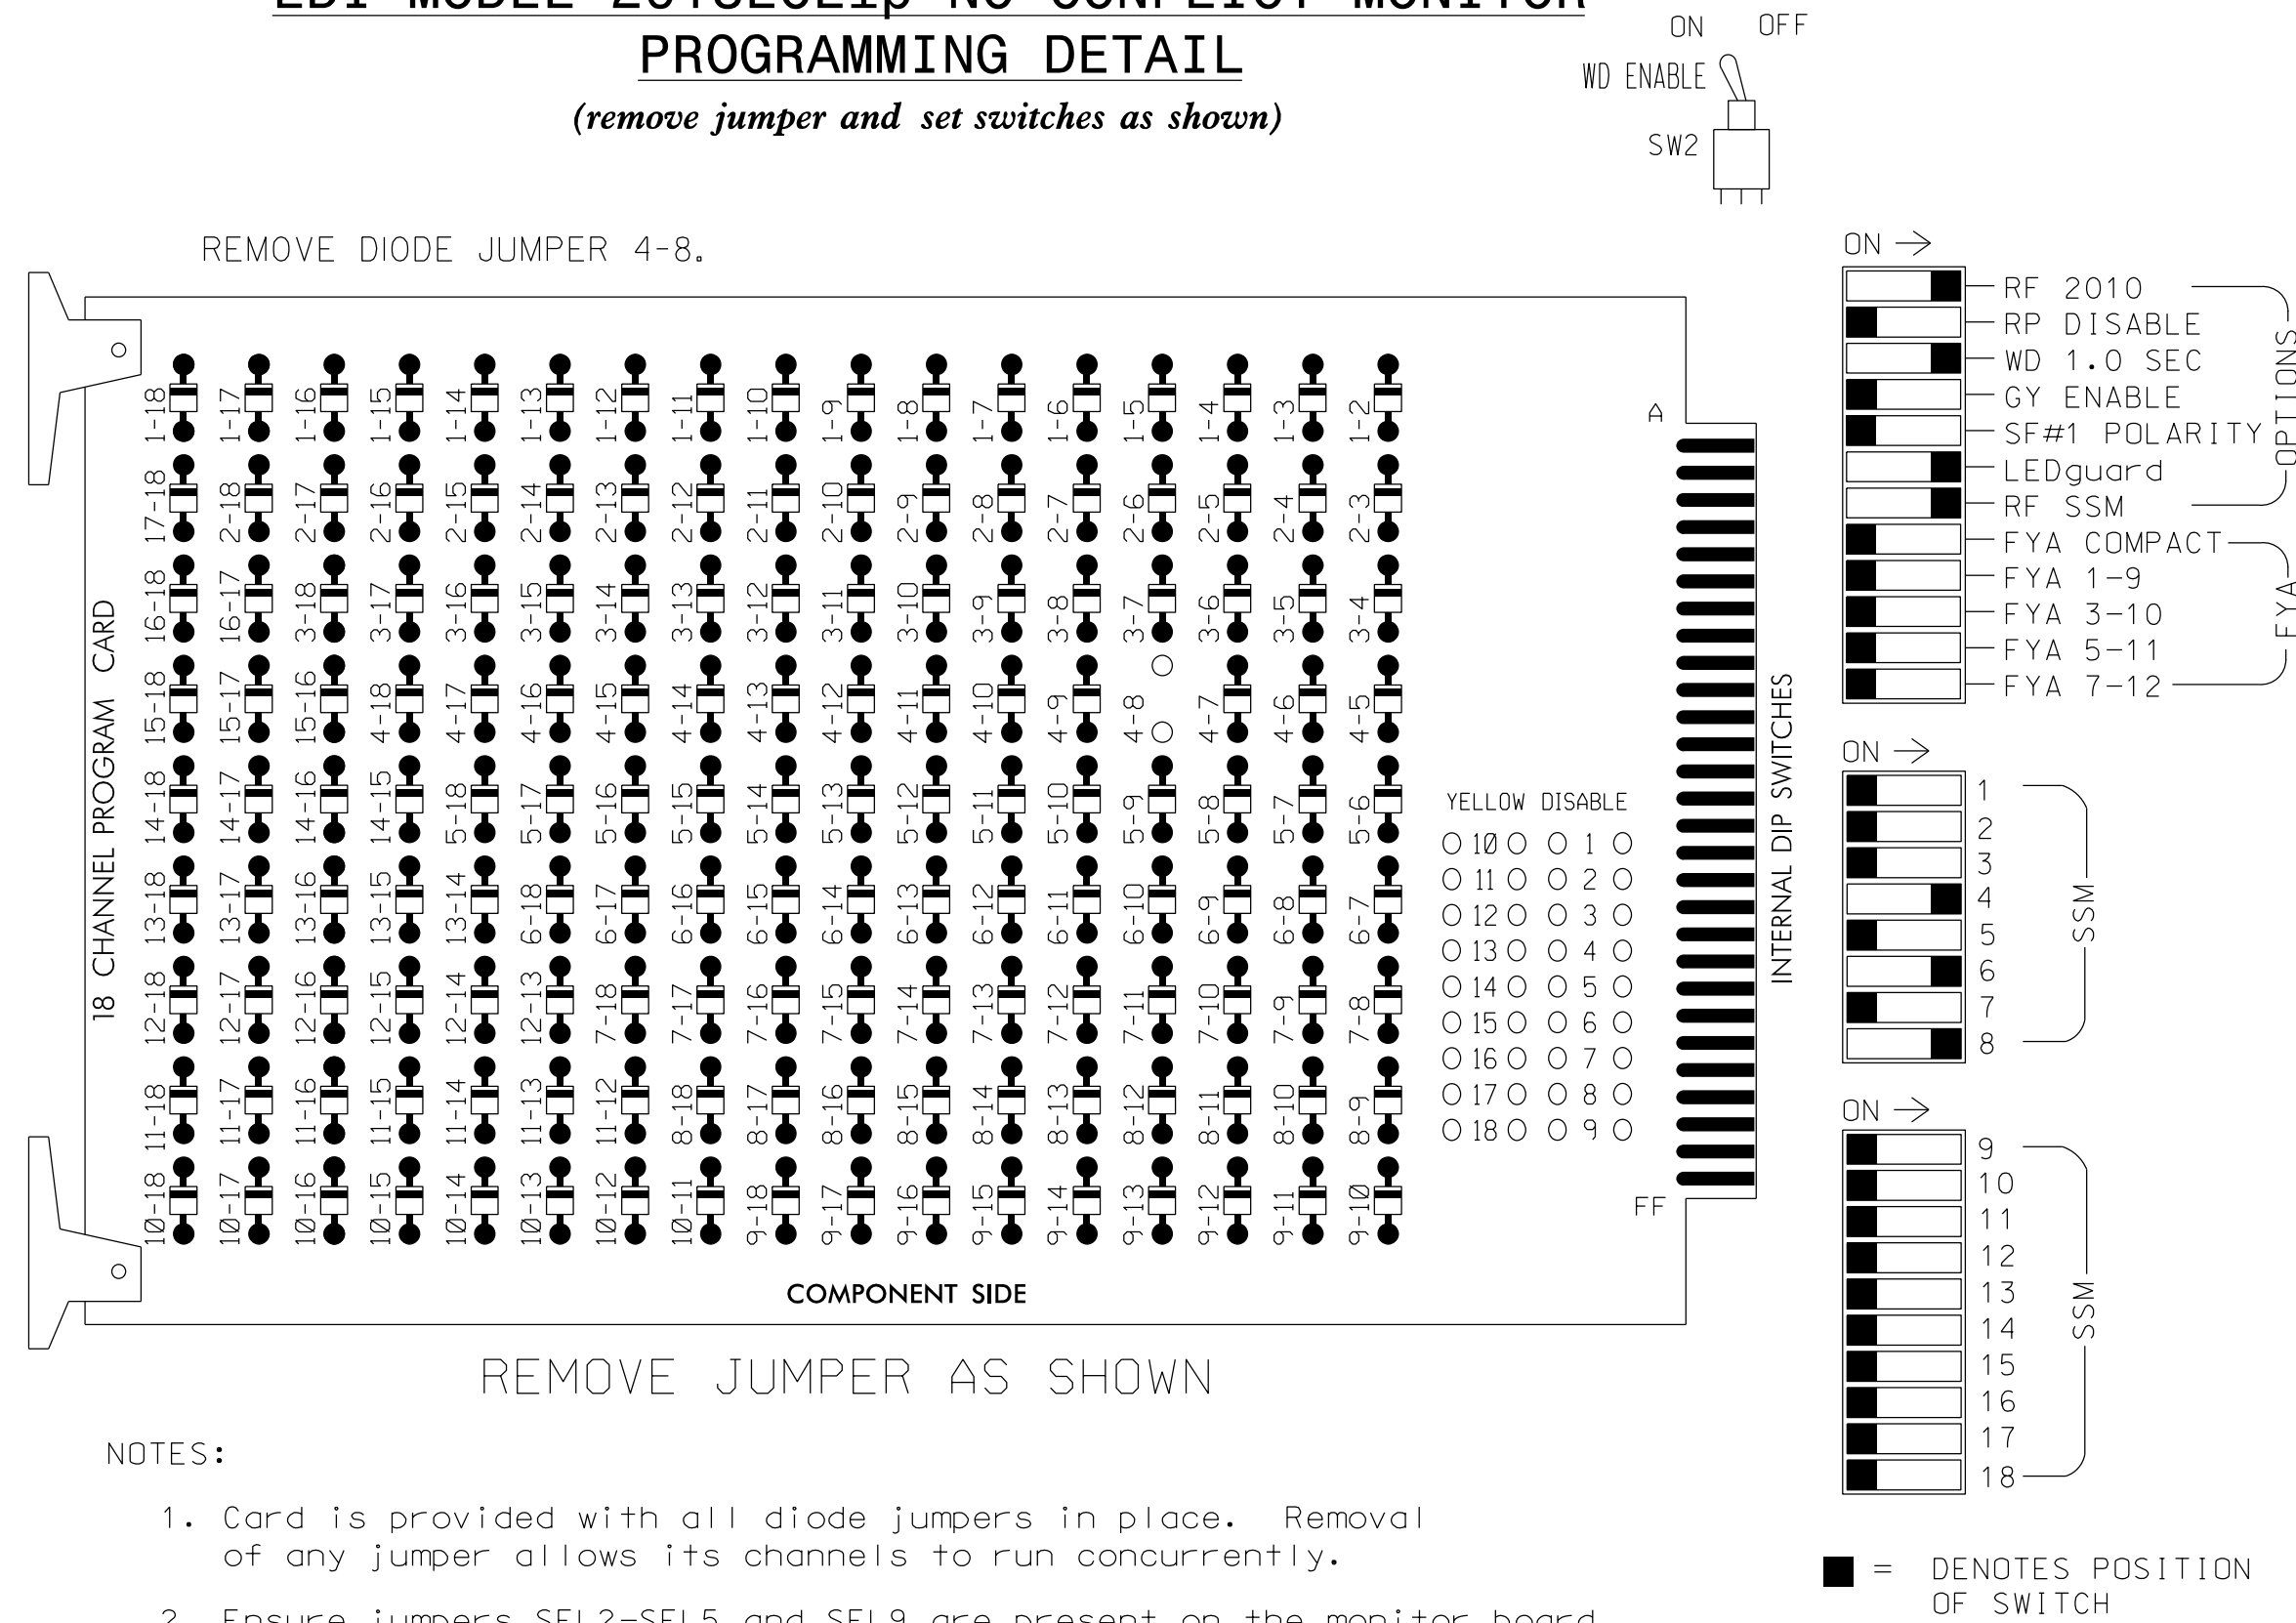 PROGRAMMING DETAIL
(remove jumper and set switches as shown)
ON OFF
WD ENABLE
SW2
REMOVE DIODE JUMPER 4-8.
18 CHANNEL PROGRAM CARD
1-18 1-17 1-16 1-15 1-14 1-13 1-12 1-11 1-10 1-9 1-8 1-7 1-6 1-5 1-4 1-3 1-2
17-18 2-18 2-17 2-16 2-15 2-14 2-13 2-12 2-11 2-10 2-9 2-8 2-7 2-6 2-5 2-4 2-3
16-18 16-17 3-18 3-17 3-16 3-15 3-14 3-13 3-12 3-11 3-10 3-9 3-8 3-7 3-6 3-5 3-4
15-18 15-17 15-16 4-18 4-17 4-16 4-15 4-14 4-13 4-12 4-11 4-10 4-9 4-8 4-7 4-6 4-5
14-18 14-17 14-16 14-15 5-18 5-17 5-16 5-15 5-14 5-13 5-12 5-11 5-10 5-9 5-8 5-7 5-6
13-18 13-17 13-16 13-15 13-14 6-18 6-17 6-16 6-15 6-14 6-13 6-12 6-11 6-10 6-9 6-8 6-7
12-18 12-17 12-16 12-15 12-14 12-13 7-18 7-17 7-16 7-15 7-14 7-13 7-12 7-11 7-10 7-9 7-8
11-18 11-17 11-16 11-15 11-14 11-13 11-12 8-18 8-17 8-16 8-15 8-14 8-13 8-12 8-11 8-10 8-9
10-18 10-17 10-16 10-15 10-14 10-13 10-12 10-11 9-18 9-17 9-16 9-15 9-14 9-13 9-12 9-11 9-10
A
YELLOW DISABLE
10 1
11 2
12 3
13 4
14 5
15 6
16 7
17 8
18 9
FF
COMPONENT SIDE
INTERNAL DIP SWITCHES
ON
RF 2010
RP DISABLE
WD 1.0 SEC
GY ENABLE
SF#1 POLARITY
LEDguard
RF SSM
OPTIONS
FYA COMPACT
FYA 1-9
FYA 3-10
FYA 5-11
FYA 7-12
FYA
ON
1
2
3
4
5
6
7
8
SSM
ON
9
10
11
12
13
14
15
16
17
18
SSM
= DENOTES POSITION
OF SWITCH
REMOVE JUMPER AS SHOWN
NOTES:
1. Card is provided with all diode jumpers in place. Removal
of any jumper allows its channels to run concurrently.
2. Ensure jumpers SEL2-SEL5 and SEL9 are present on the monitor board.